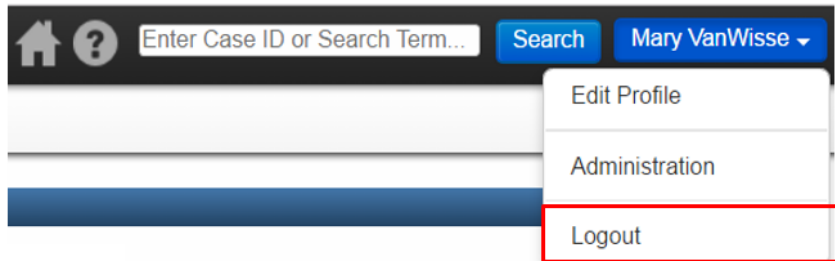 Enter Case ID or Search Term... Search Mary VanWisse
Edit Profile
Administration
Logout